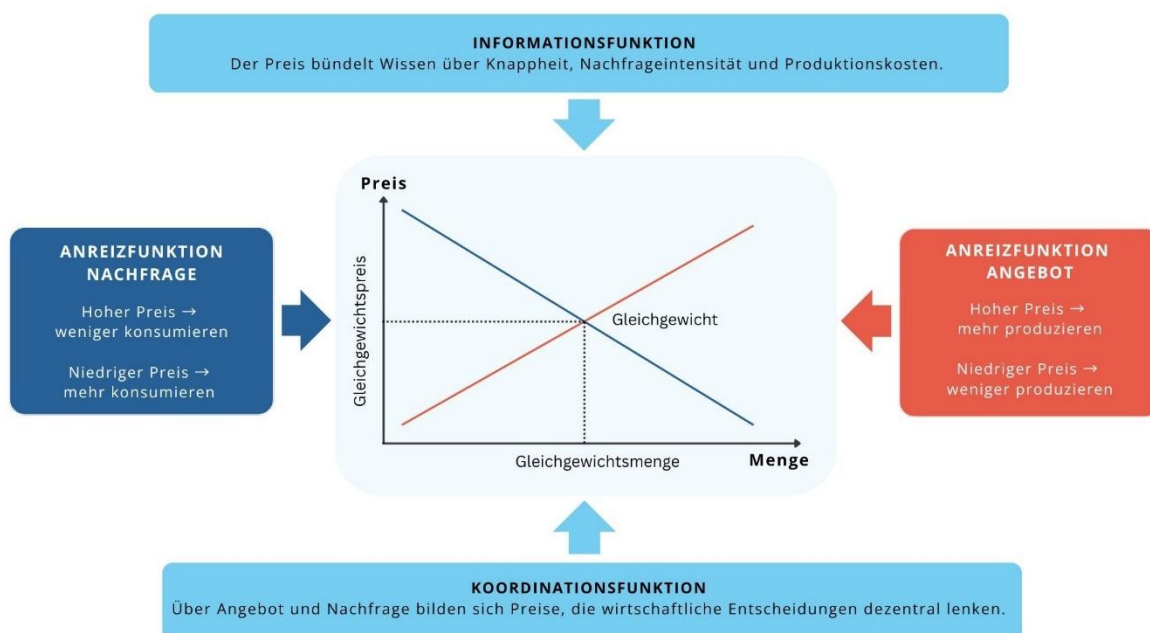 INFORMATIONSFUNKTION
Der Preis bündelt Wissen über Knappheit, Nachfrageintensität und Produktionskosten.
ANREIZFUNKTION
NACHFRAGE
Hoher Preis →
weniger konsumieren
Niedriger Preis →
mehr konsumieren
Preis
Gleichgewichtspreis
Gleichgewicht
Gleichgewichtsmenge
Menge
ANREIZFUNKTION
ANGEBOT
Hoher Preis →
mehr produzieren
Niedriger Preis →
weniger produzieren
KOORDINATIONSFUNKTION
Über Angebot und Nachfrage bilden sich Preise, die wirtschaftliche Entscheidungen dezentral lenken.